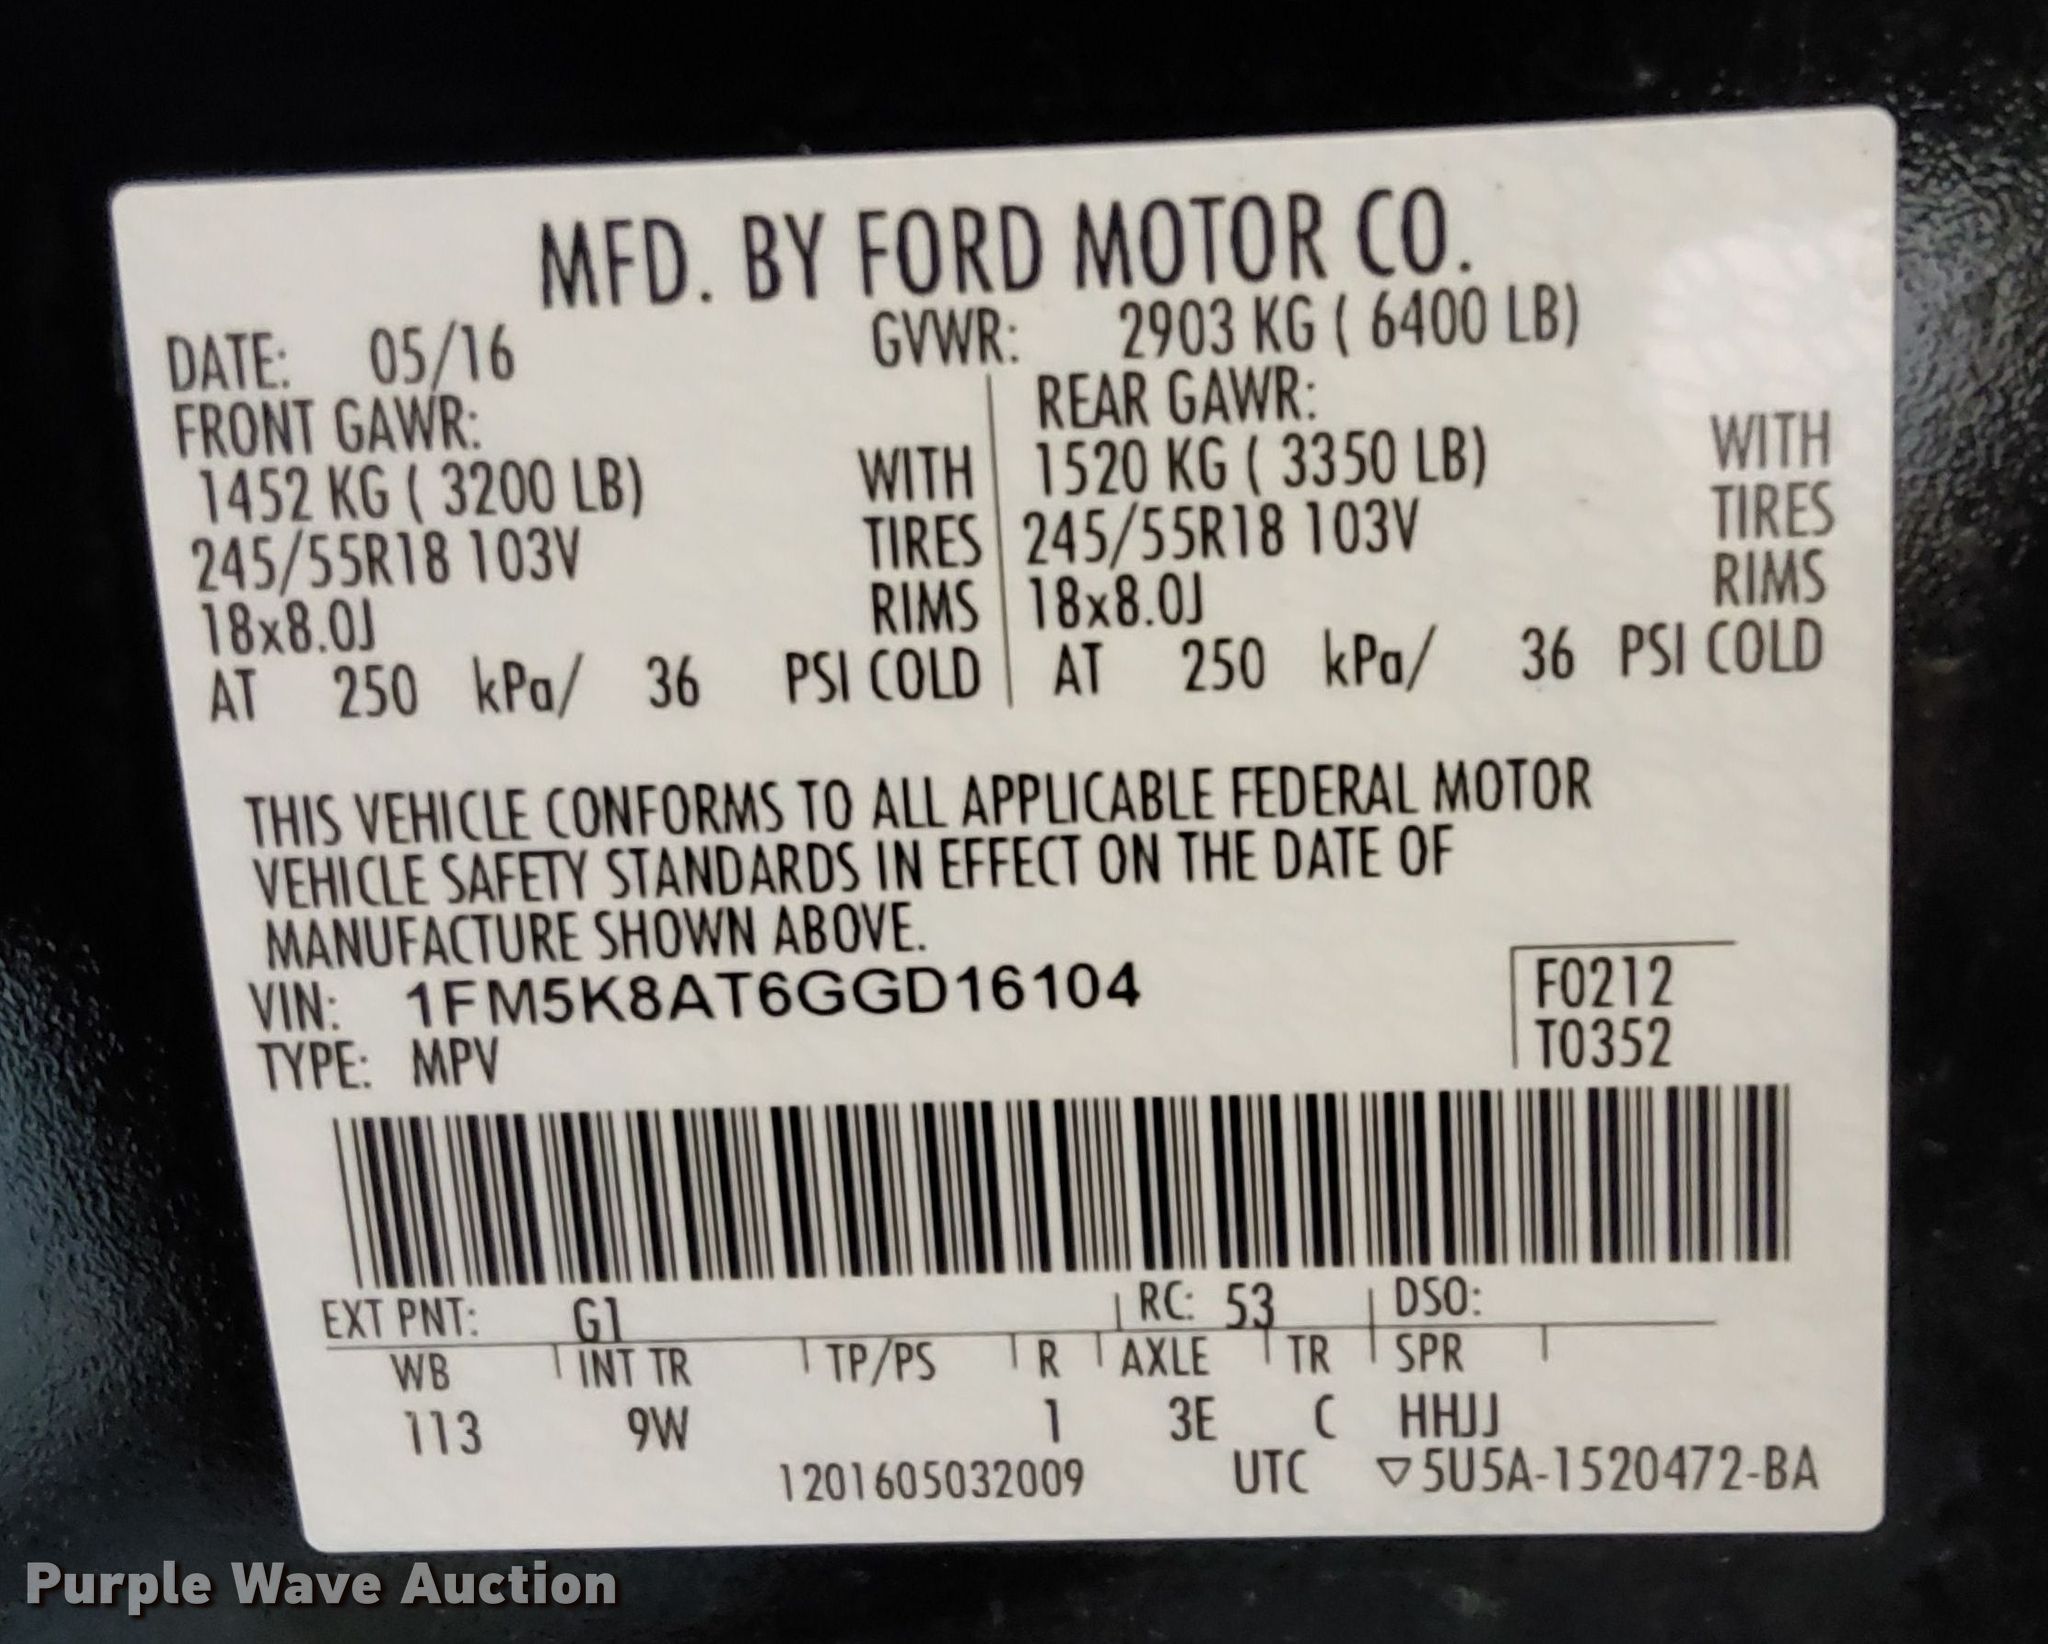 MFD. BY FORD MOTOR CO.
DATE: 05/16 GVWR: 2903 KG ( 6400 LB)
FRONT GAWR: REAR GAWR:
1452 KG ( 3200 LB) WITH 1520 KG ( 3350 LB) WITH
245/55R18 103V TIRES 245/55R18 103V TIRES
18x8.0J RIMS 18x8.0J RIMS
AT 250 kPa/ 36 PSI COLD AT 250 kPa/ 36 PSI COLD
THIS VEHICLE CONFORMS TO ALL APPLICABLE FEDERAL MOTOR
VEHICLE SAFETY STANDARDS IN EFFECT ON THE DATE OF
MANUFACTURE SHOWN ABOVE.
VIN: 1FM5K8AT6GGD16104 F0212
TYPE: MPV T0352
EXT PNT: G1 RC: 53 DSO:
WB INT TR TP/PS R AXLE TR SPR
113 9W 1 3E C HHJJ
1201605032009 UTC ▽5U5A-1520472-BA
Purple Wave Auction